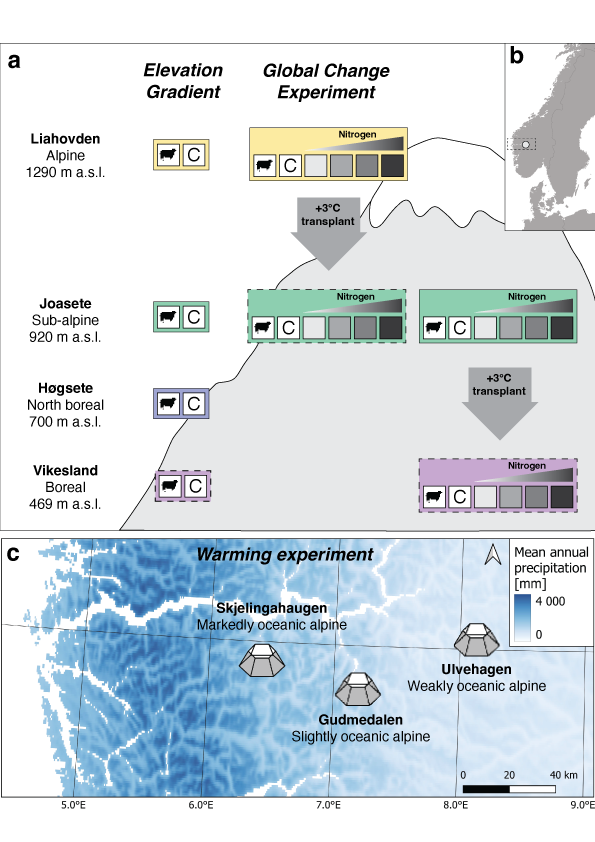 a
Elevation
Gradient
Global Change
Experiment
b
Liahovden
Alpine
1290 m a.s.l.
C
Nitrogen
C
+3°C
transplant
Joasete
Sub-alpine
920 m a.s.l.
C
Nitrogen
C
Nitrogen
C
Høgsete
North boreal
700 m a.s.l.
C
+3°C
transplant
Vikesland
Boreal
469 m a.s.l.
C
Nitrogen
C
c
Warming experiment
Mean annual
precipitation
[mm]
4 000
0
Skjelingahaugen
Markedly oceanic alpine
Ulvehagen
Weakly oceanic alpine
Gudmedalen
Slightly oceanic alpine
0 20 40 km
5.0°E 6.0°E 7.0°E 8.0°E 9.0°E